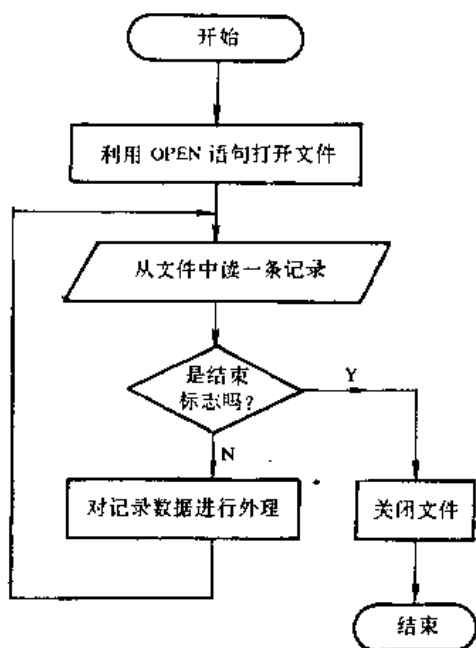 开始
利用 OPEN 语句打开文件
从文件中读一条记录
是结束
标志吗?
Y
N
对记录数据进行外理
关闭文件
结束